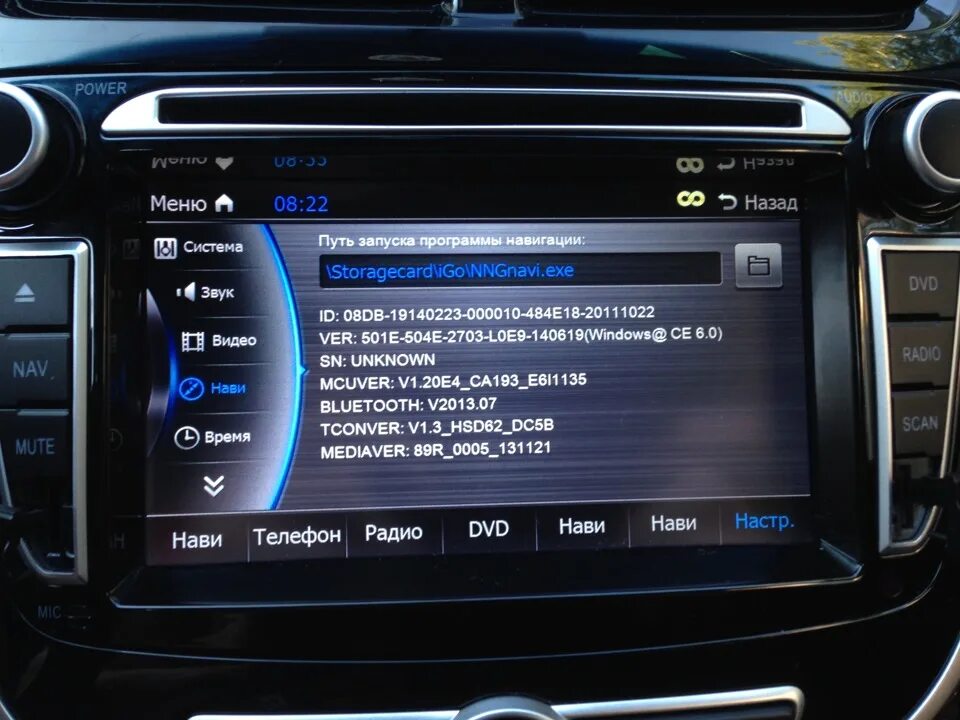 POWER
AUDIO
Меню 08:22 Назад
Система
Звук
Видео
Нави
Время
Путь запуска программы навигации:
\Storagecard\iGo\NNGnavi.exe
ID: 08DB-19140223-000010-484E18-20111022
VER: 501E-504E-2703-L0E9-140619(Windows@ CE 6.0)
SN: UNKNOWN
MCUVER: V1.20E4_CA193_E6I1135
BLUETOOTH: V2013.07
TCONVER: V1.3_HSD62_DC5B
MEDIAVER: 89R_0005_131121
Нави Телефон Радио DVD Нави Нави Настр.
NAV
MUTE
MIC
DVD
RADIO
SCAN